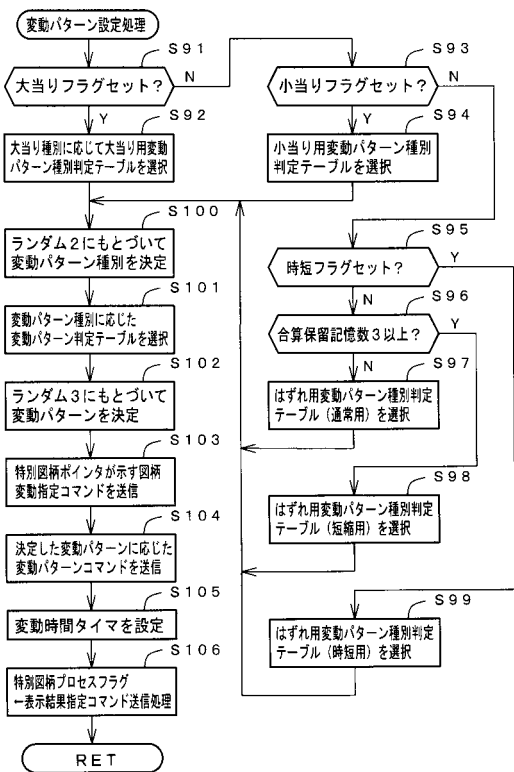 変動パターン設定処理
S91
大当りフラグセット？
N
Y
S92
大当り種別に応じて大当り用変動
パターン種別判定テーブルを選択
S93
小当りフラグセット？
N
Y
S94
小当り用変動パターン種別
判定テーブルを選択
S95
時短フラグセット？
Y
N
S96
合算保留記憶数3以上？
Y
N
S97
はずれ用変動パターン種別判定
テーブル（通常用）を選択
S98
はずれ用変動パターン種別判定
テーブル（短縮用）を選択
S99
はずれ用変動パターン種別判定
テーブル（時短用）を選択
S100
ランダム2にもとづいて
変動パターン種別を決定
S101
変動パターン種別に応じた
変動パターン判定テーブルを選択
S102
ランダム3にもとづいて
変動パターンを決定
S103
特別図柄ポインタが示す図柄
変動指定コマンドを送信
S104
決定した変動パターンに応じた
変動パターンコマンドを送信
S105
変動時間タイマを設定
S106
特別図柄プロセスフラグ
←表示結果指定コマンド送信処理
RET